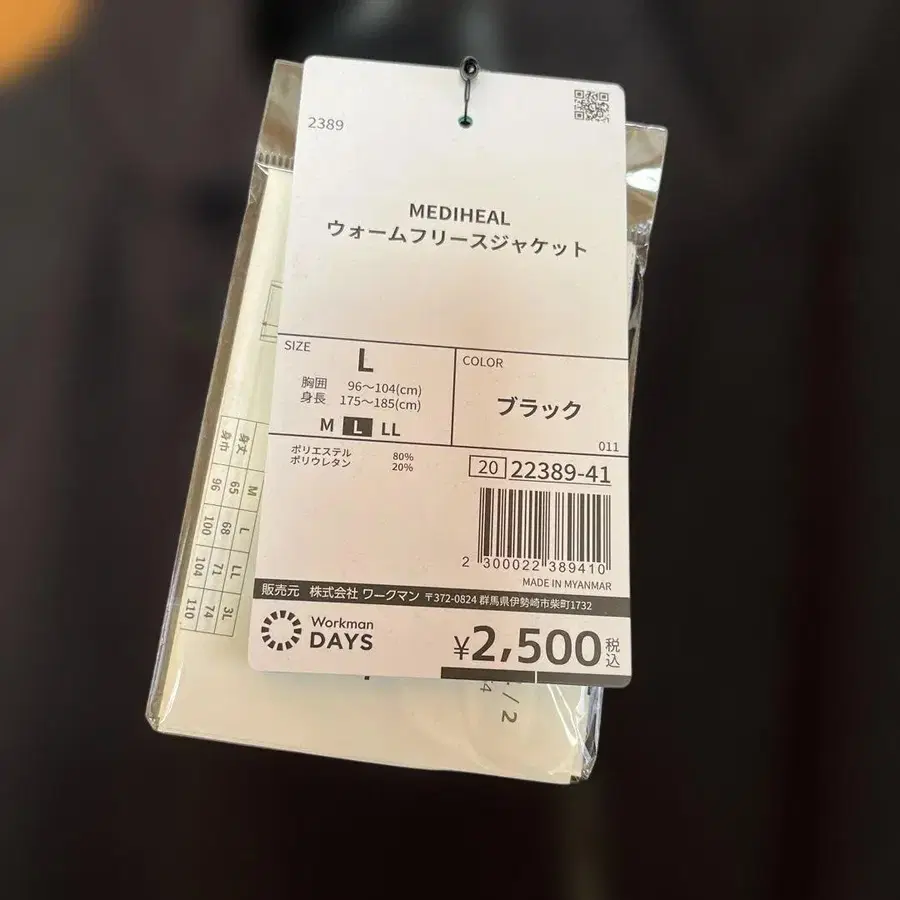 2389
MEDIHEAL
ウォームフリースジャケット
SIZE
L
胸囲 96〜104(cm)
身長 175〜185(cm)
M L LL
COLOR
ブラック
011
ポリエステル 80%
ポリウレタン 20%
20 22389-41
2 300022 389410
MADE IN MYANMAR
販売元 株式会社 ワークマン 〒372-0824 群馬県伊勢崎市柴町1732
Workman
DAYS
¥2,500 税込
M L LL 3L
身丈 65 68 71 74
身巾 96 100 104 110
/ 2